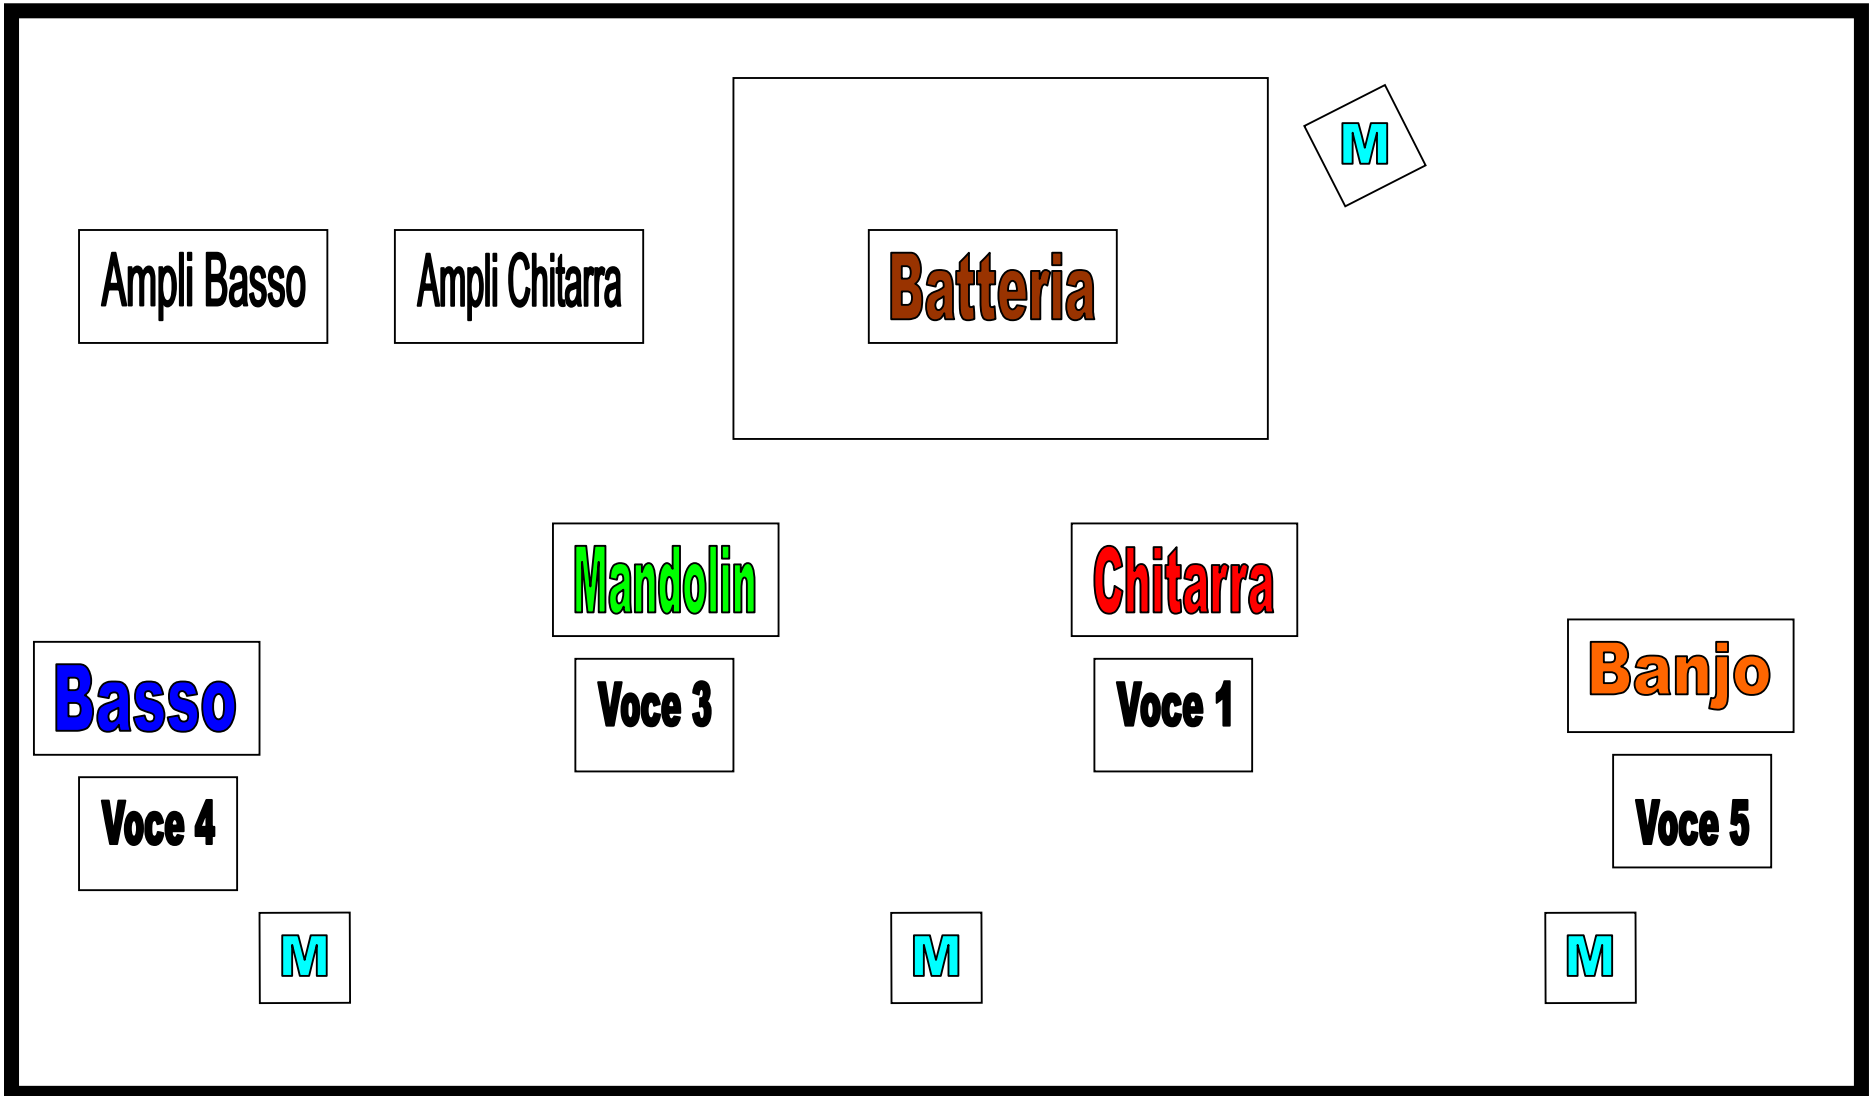 M
Ampli Basso
Ampli Chitarra
Batteria
Mandolin
Chitarra
Basso
Banjo
Voce 3
Voce 1
Voce 4
Voce 5
M
M
M